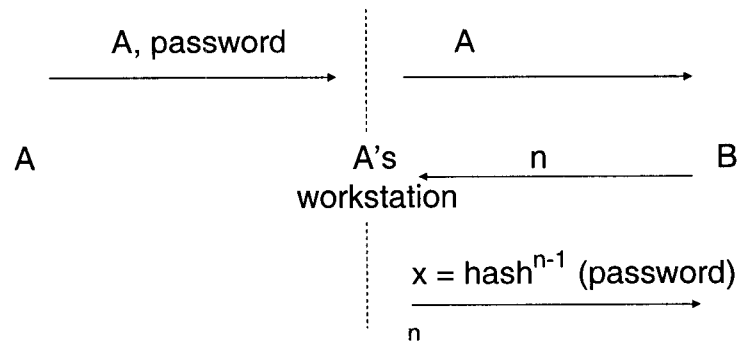 A, password
A
A
A's
workstation
n
B
x = hash^{n-1} (password)
n